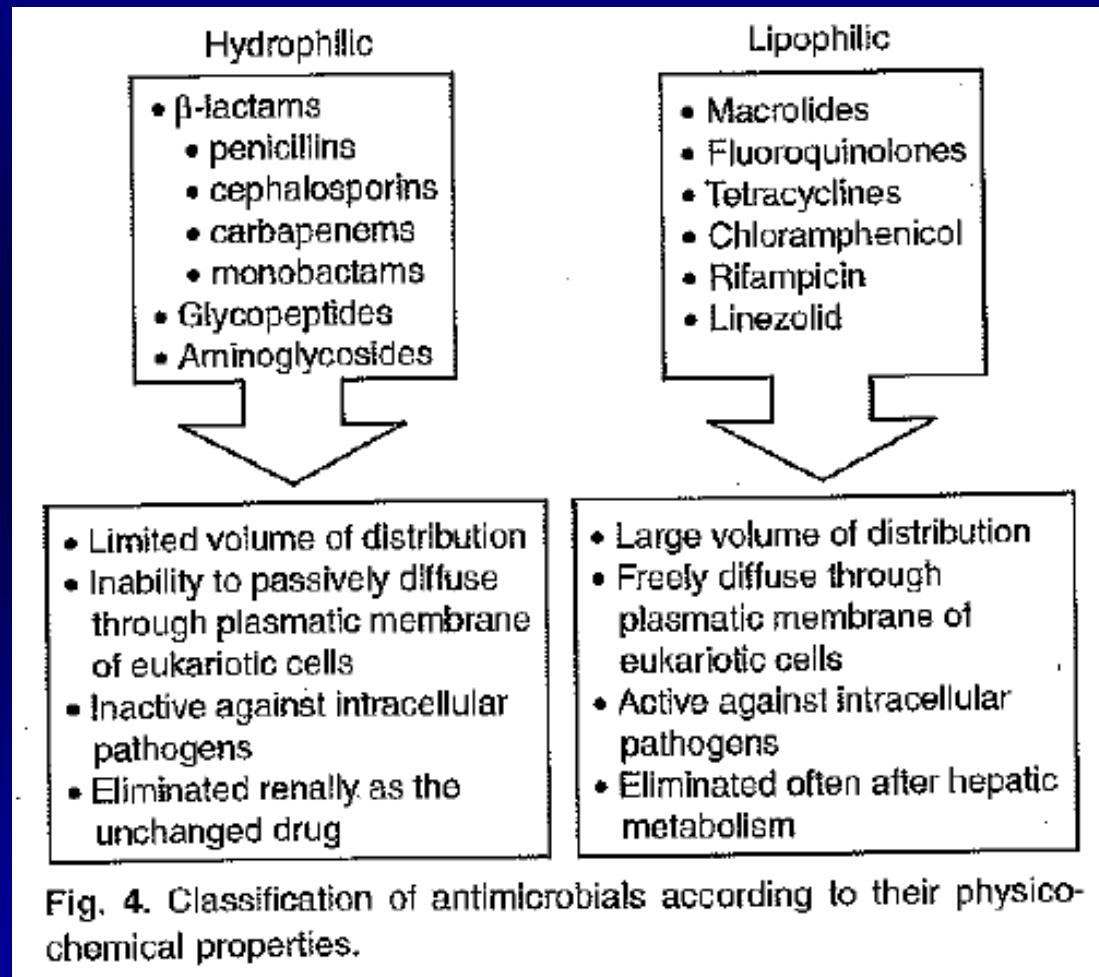 Hydrophilic
• β-lactams
• penicillins
• cephalosporins
• carbapenems
• monobactams
• Glycopeptides
• Aminoglycosides
• Limited volume of distribution
• Inability to passively diffuse
through plasmatic membrane
of eukariotic cells
• Inactive against intracellular
pathogens
• Eliminated renally as the
unchanged drug
Lipophilic
• Macrolides
• Fluoroquinolones
• Tetracyclines
• Chloramphenicol
• Rifampicin
• Linezolid
• Large volume of distribution
• Freely diffuse through
plasmatic membrane of
eukariotic cells
• Active against intracellular
pathogens
• Eliminated often after hepatic
metabolism
Fig. 4. Classification of antimicrobials according to their physico-
chemical properties.